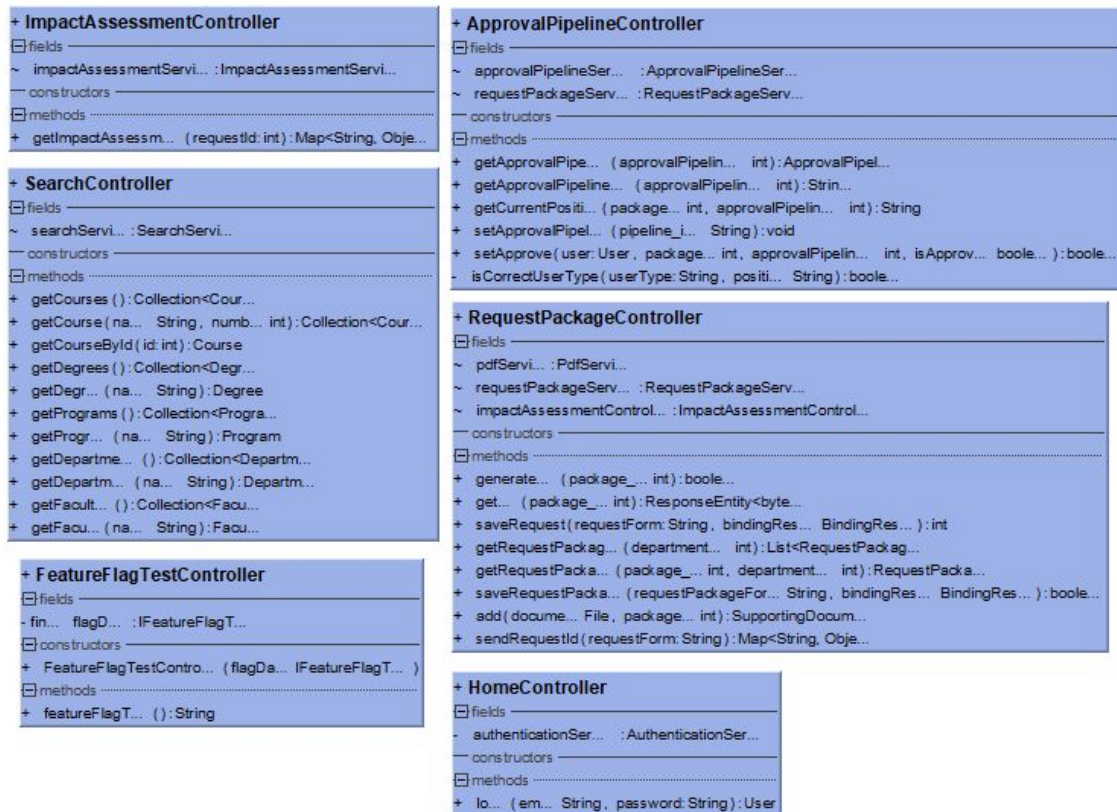 + ImpactAssessmentController
fields
~ impactAssessmentServi... : ImpactAssessmentServi...
constructors
methods
+ getImpactAssessm... (requestId: int): Map<String, Obje...
+ SearchController
fields
~ searchServi... : SearchServi...
constructors
methods
+ getCourses (): Collection<Cour...
+ getCourse (na... String, numb... int): Collection<Cour...
+ getCourseById (id: int): Course
+ getDegrees (): Collection<Degr...
+ getDegr... (na... String): Degree
+ getPrograms (): Collection<Progra...
+ getProgr... (na... String): Program
+ getDepartme... (): Collection<Departm...
+ getDepartm... (na... String): Departm...
+ getFacult... (): Collection<Facu...
+ getFacu... (na... String): Facu...
+ FeatureFlagTestController
fields
- fin... flagD... : IFeatureFlagT...
constructors
+ FeatureFlagTestContro... (flagDa... IFeatureFlagT... )
methods
+ featureFlagT... (): String
+ ApprovalPipelineController
fields
~ approvalPipelineSer... : ApprovalPipelineSer...
~ requestPackageServ... : RequestPackageServ...
constructors
methods
+ getApprovalPipe... (approvalPipelin... int): ApprovalPipel...
+ getApprovalPipeline... (approvalPipelin... int): Strin...
+ getCurrentPositi... (package... int, approvalPipelin... int): String
+ setApprovalPipel... (pipeline_i... String): void
+ setApprove (user: User, package... int, approvalPipelin... int, isApprov... boole... ): boole...
- isCorrectUserType (userType: String, positi... String): boole...
+ RequestPackageController
fields
~ pdfServi... : PdfServi...
~ requestPackageServ... : RequestPackageServ...
~ impactAssessmentControl... : ImpactAssessmentControl...
constructors
methods
+ generate... (package_... int): boole...
+ get... (package_... int): ResponseEntity<byte...
+ saveRequest (requestForm: String, bindingRes... BindingRes... ): int
+ getRequestPackag... (department... int): List<RequestPackag...
+ getRequestPacka... (package_... int, department... int): RequestPacka...
+ saveRequestPacka... (requestPackageFor... String, bindingRes... BindingRes... ): boole...
+ add (docume... File, package... int): SupportingDocum...
+ sendRequestId (requestForm: String): Map<String, Obje...
+ HomeController
fields
- authenticationSer... : AuthenticationSer...
constructors
methods
+ lo... (em... String, password: String): User